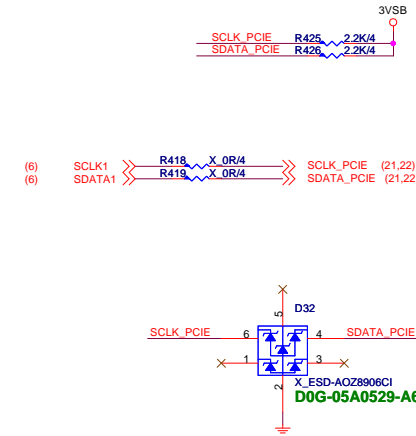 3VSB
SCLK_PCIE R425 2.2K/4
SDATA_PCIE R426 2.2K/4
(6) SCLK1 R418 X_0R/4 SCLK_PCIE (21,22)
(6) SDATA1 R419 X_0R/4 SDATA_PCIE (21,22
D32
5
SCLK_PCIE 6 4 SDATA_PCIE
1 3
2
X_ESD-AOZ8906CI
D0G-05A0529-A6